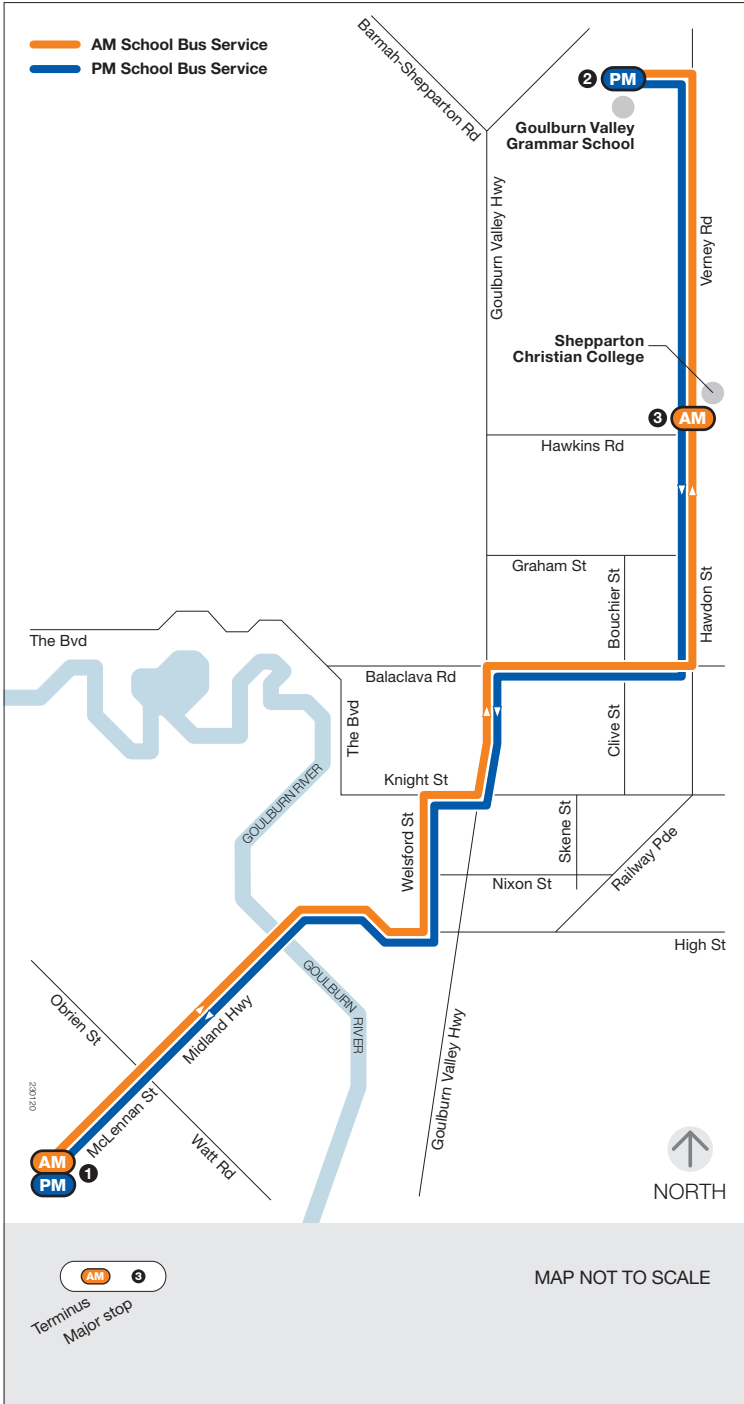 AM School Bus Service
PM School Bus Service
Barmah-Shepparton Rd
2
PM
Goulburn Valley
Grammar School
Goulburn Valley Hwy
Verney Rd
Shepparton
Christian College
3
AM
Hawkins Rd
Graham St
Bouchier St
Hawdon St
The Bvd
Balaclava Rd
The Bvd
Clive St
Knight St
GOULBURN RIVER
Welsford St
Skene St
Railway Pde
Nixon St
High St
GOULBURN
RIVER
Obrien St
Midland Hwy
Goulburn Valley Hwy
230120
McLennan St
Watt Rd
AM
1
PM
NORTH
AM
3
Terminus
Major stop
MAP NOT TO SCALE